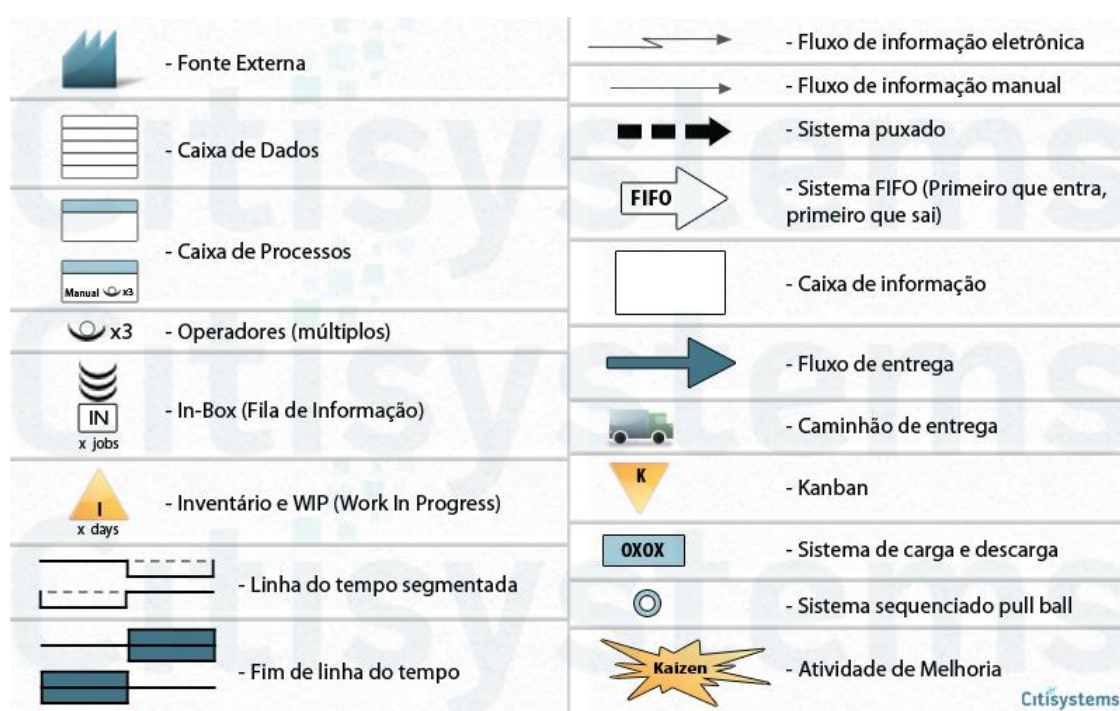 - Fonte Externa
- Caixa de Dados
- Caixa de Processos
Manual x3
x3 - Operadores (múltiplos)
IN
x jobs
- In-Box (Fila de Informação)
I
x days
- Inventário e WIP (Work In Progress)
- Linha do tempo segmentada
- Fim de linha do tempo
- Fluxo de informação eletrônica
- Fluxo de informação manual
- Sistema puxado
FIFO
- Sistema FIFO (Primeiro que entra,
primeiro que sai)
- Caixa de informação
- Fluxo de entrega
- Caminhão de entrega
K
- Kanban
OXOX
- Sistema de carga e descarga
- Sistema sequenciado pull ball
Kaizen
- Atividade de Melhoria
Citisystems
Citisystems
Citisystems
Citisystems